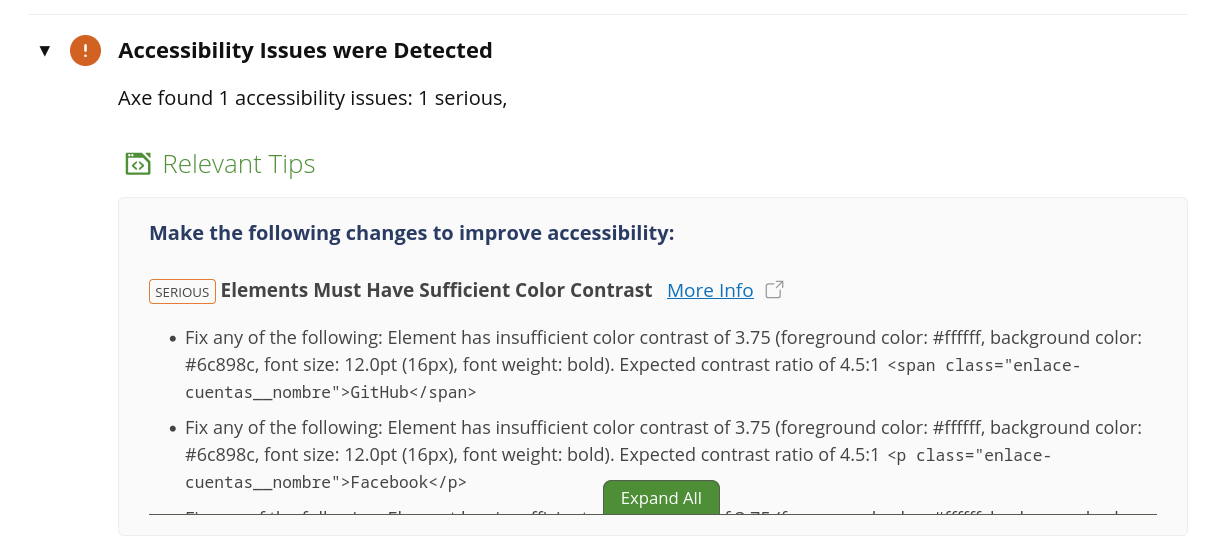 Accessibility Issues were Detected
Axe found 1 accessibility issues: 1 serious,
Relevant Tips
Make the following changes to improve accessibility:
SERIOUS Elements Must Have Sufficient Color Contrast More Info
• Fix any of the following: Element has insufficient color contrast of 3.75 (foreground color: #ffffff, background color:
#6c898c, font size: 12.0pt (16px), font weight: bold). Expected contrast ratio of 4.5:1 <span class="enlace-
cuentas__nombre">GitHub</span>
• Fix any of the following: Element has insufficient color contrast of 3.75 (foreground color: #ffffff, background color:
#6c898c, font size: 12.0pt (16px), font weight: bold). Expected contrast ratio of 4.5:1 <p class="enlace-
cuentas__nombre">Facebook</p>
Expand All